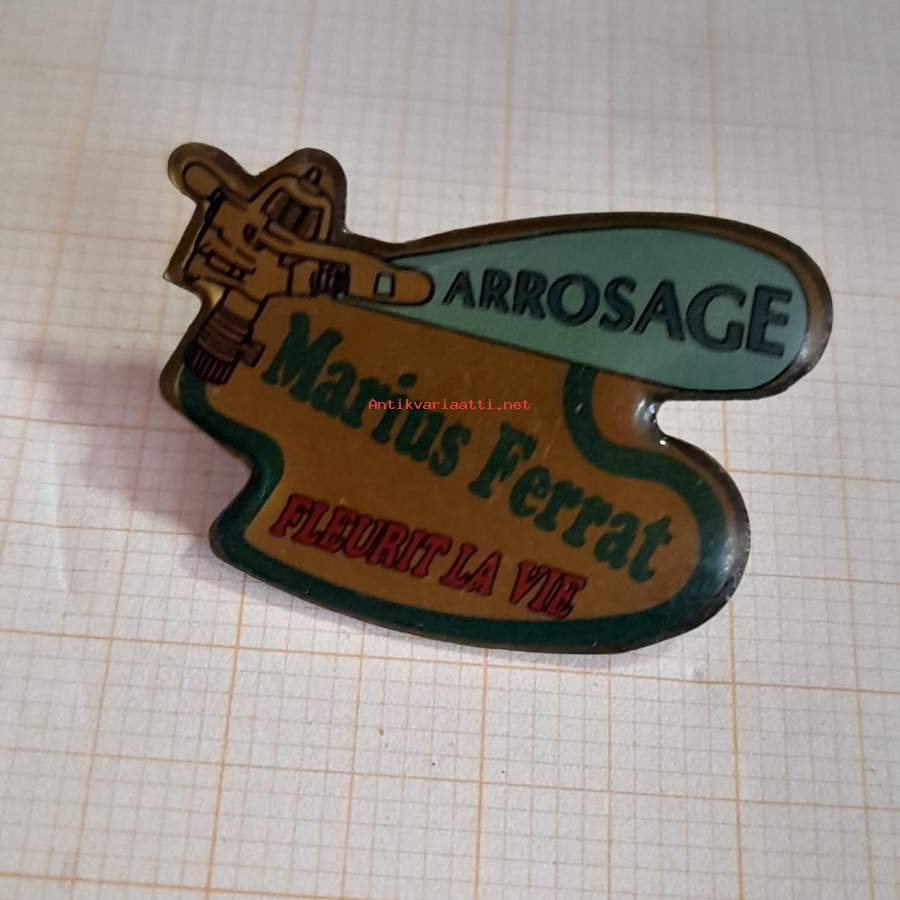 ARROSAGE
Marius Ferrat
Antikvariaatti.net
FLEURIT LA VIE